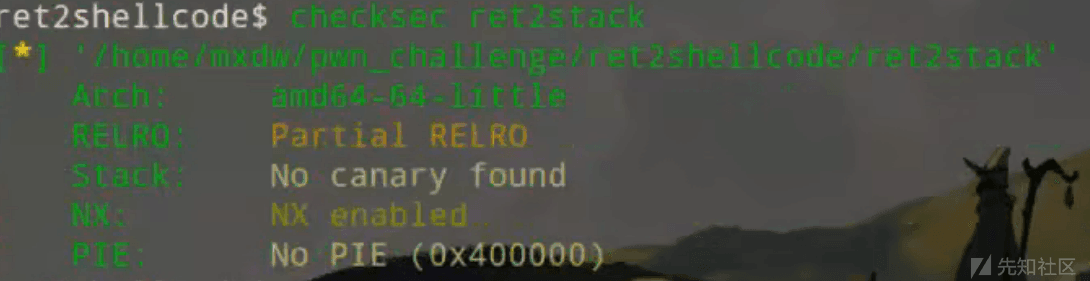 ret2shellcode$ checksec ret2stack
[*] '/home/mxdw/pwn_challenge/ret2shellcode/ret2stack'
Arch: amd64-64-little
RELRO: Partial RELRO
Stack: No canary found
NX: NX enabled
PIE: No PIE (0x400000)
先知社区